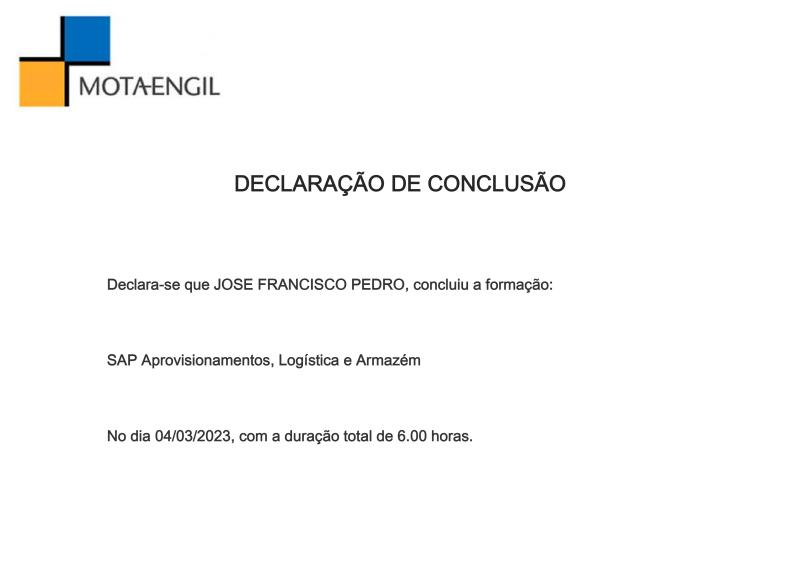 MOTA-ENGIL
DECLARAÇÃO DE CONCLUSÃO
Declara-se que JOSE FRANCISCO PEDRO, concluiu a formação:
SAP Aprovisionamentos, Logística e Armazém
No dia 04/03/2023, com a duração total de 6.00 horas.